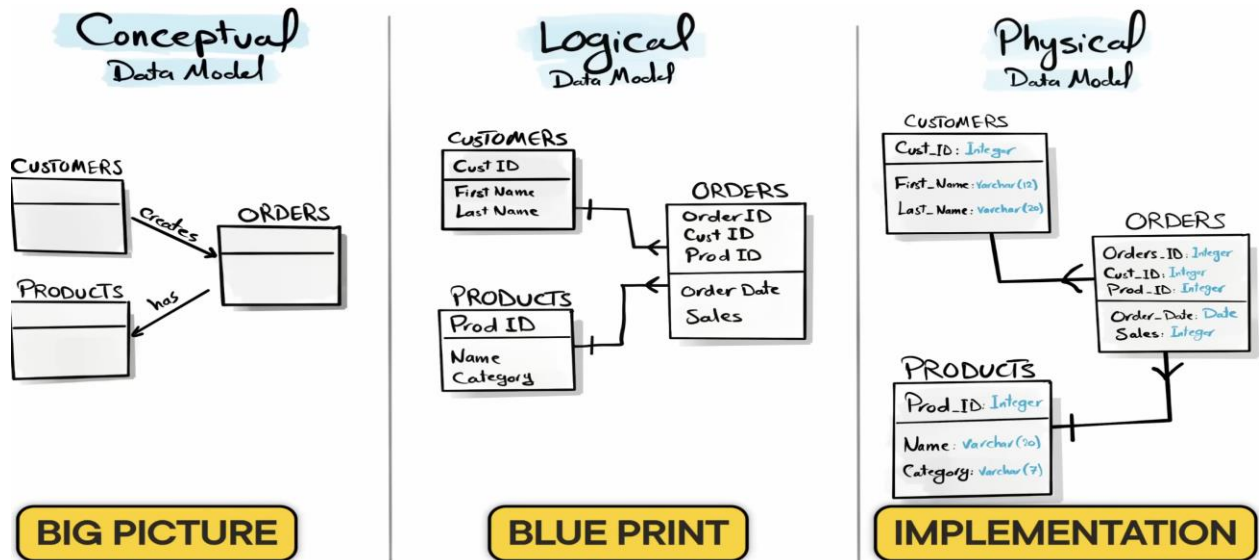 Conceptual
Data Model
CUSTOMERS
creates
ORDERS
PRODUCTS
has
BIG PICTURE
Logical
Data Model
CUSTOMERS
Cust ID
First Name
Last Name
ORDERS
Order ID
Cust ID
Prod ID
Order Date
Sales
PRODUCTS
Prod ID
Name
Category
BLUE PRINT
Physical
Data Model
CUSTOMERS
Cust_ID: Integer
First_Name: Varchar(12)
Last_Name: Varchar(20)
ORDERS
Orders_ID: Integer
Cust_ID: Integer
Prod_ID: Integer
Order_Date: Date
Sales: Integer
PRODUCTS
Prod_ID: Integer
Name:
Category: Varchar(7)
IMPLEMENTATION